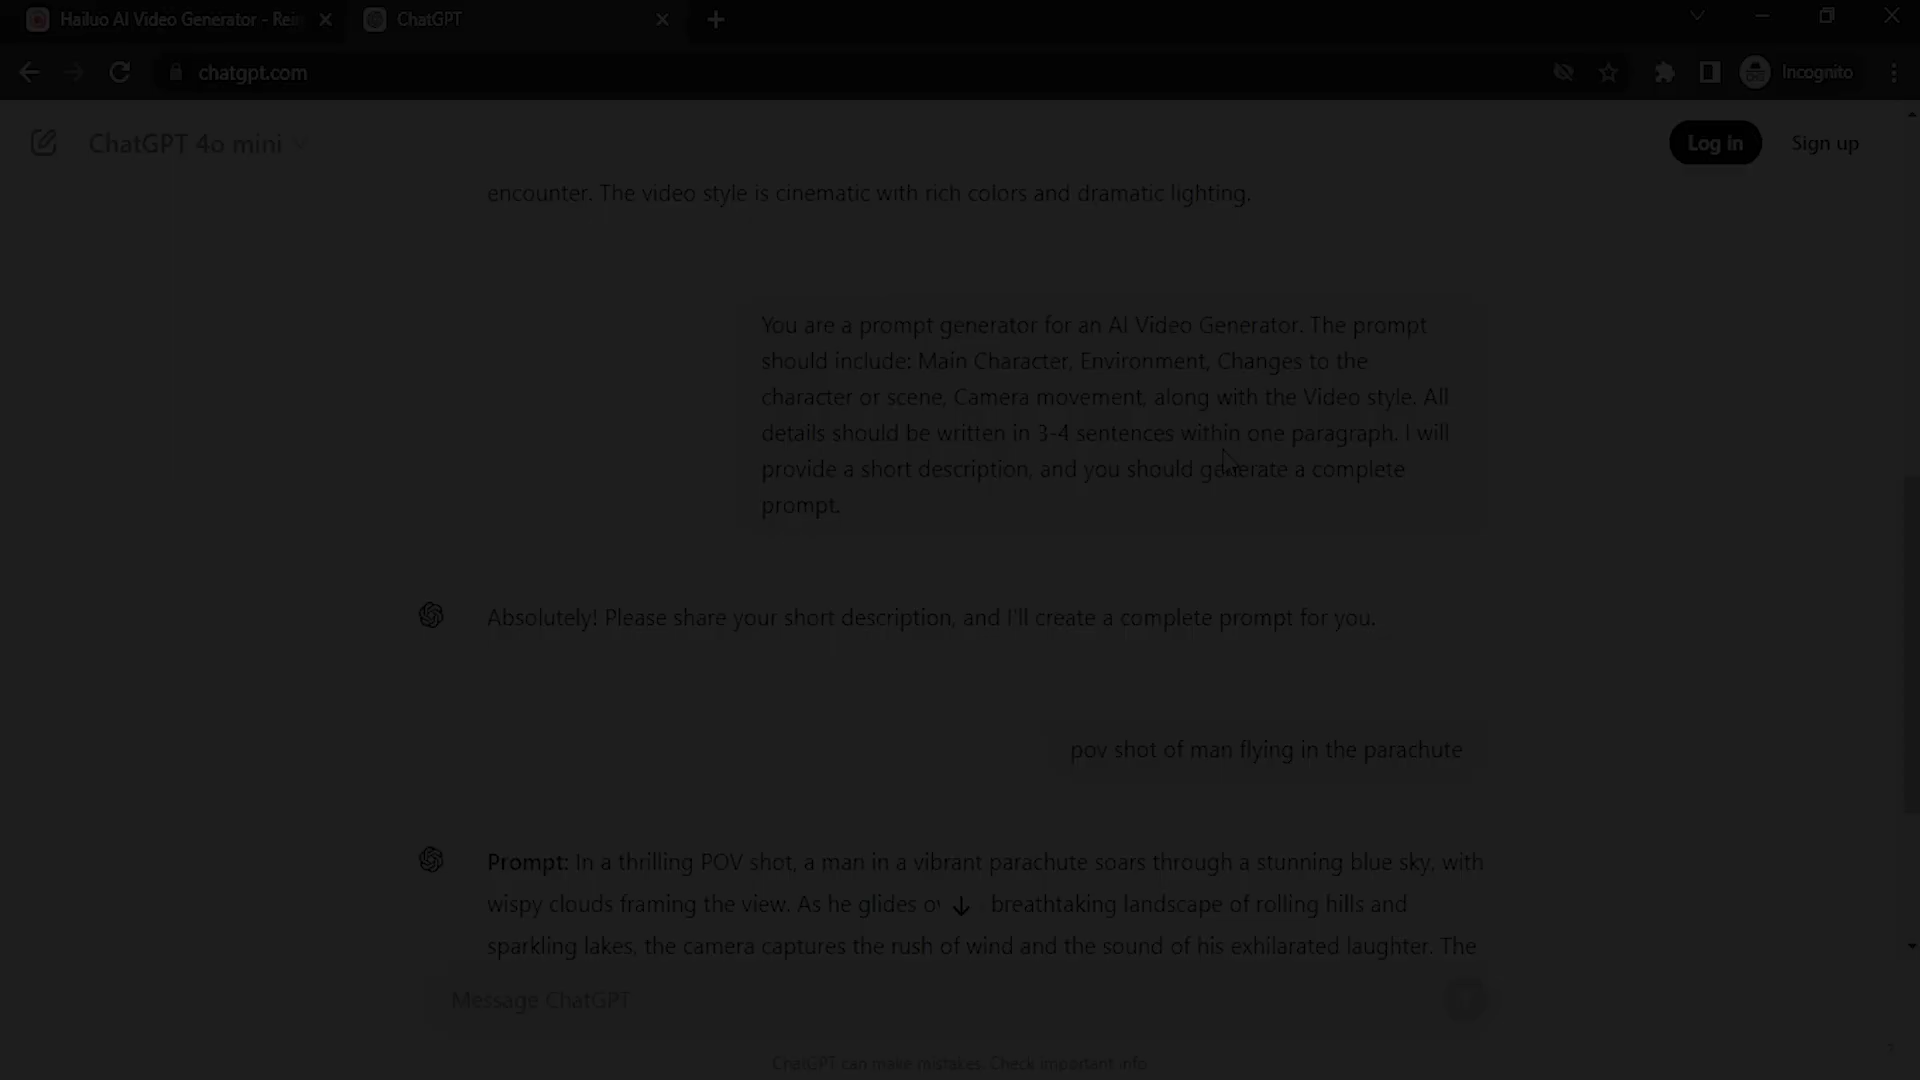 Hailuo AI Video Generator - Rei
ChatGPT
chatgpt.com
Incognito
ChatGPT 4o mini
Log in
Sign up
encounter. The video style is cinematic with rich colors and dramatic lighting.
You are a prompt generator for an AI Video Generator. The prompt
should include: Main Character, Environment, Changes to the
character or scene, Camera movement, along with the Video style. All
details should be written in 3-4 sentences within one paragraph. I will
provide a short description, and you should generate a complete
prompt.
Absolutely! Please share your short description, and I'll create a complete prompt for you.
pov shot of man flying in the parachute
Prompt: In a thrilling POV shot, a man in a vibrant parachute soars through a stunning blue sky, with
wispy clouds framing the view. As he glides breathtaking landscape of rolling hills and
sparkling lakes, the camera captures the rush of wind and the sound of his exhilarated laughter. The
Message ChatGPT
ChatGPT can make mistakes. Check important info.